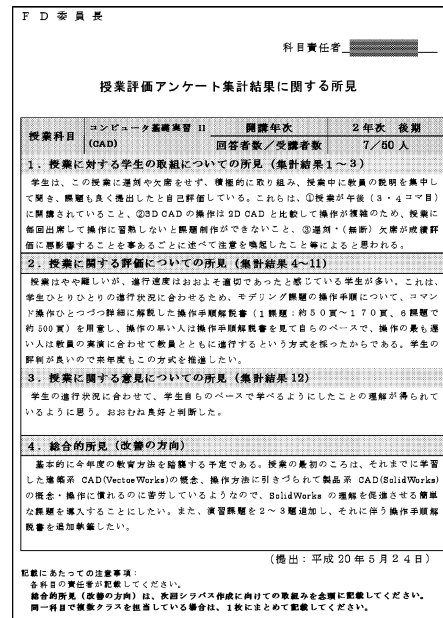 FD委員長
科目責任者
授業評価アンケート集計結果に関する所見
授業科目 コンピュータ基礎実習 II (CAD) 開講年次 2年次 後期
回答者数／受講者数 7/50 人
1．授業に対する学生の取組についての所見（集計結果1～3）
学生は、この授業に遅刻や欠席をせず、積極的に取り組み、授業中に教員の説明を集中し
て聞き、課題も良く提出したと自己評価している。これらは、①授業が午後（3・4コマ目）
に開講されていること、②3D CADの操作は2D CADと比較して操作が複雑のため、授業に
毎回出席して操作に習熟しないと課題制作ができないこと、③遅刻・(無断) 欠席が成績評
価に悪影響することを事あるごとに述べて注意を喚起したこと等によると思われる。
2．授業に関する評価についての所見（集計結果4～11）
授業はやや難しいが、進行速度はおおよそ適切であったと感じている学生が多い。これは、
学生ひとりひとりの進行状況に合わせるため、モデリング課題の操作手順について、コマン
ド操作ひとつづつ詳細に解説した操作手順解説書（1課題：約50頁～170頁、6課題で
約500頁）を用意し、操作の早い人は操作手順解説書を見て自らのペースで、操作の最も遅
い人は教員の実演に合わせて教員とともに進行するという方式を採ったからである。学生の
評判が良いので来年度もこの方式を推進したい。
3．授業に関する意見についての所見（集計結果12）
学生の進行状況に合わせて、学生自らのペースで学べるようにしたことの理解が得られて
いるように思う。おおむね良好と判断した。
4．総合的所見（改善の方向）
基本的に今年度の教育方法を踏襲する予定である。授業の最初のころは、それまでに学習
した建築系CAD(VectorWorks)の概念、操作方法に引きづられて製品系CAD(SolidWorks)
の概念・操作に慣れるのに苦労しているようなので、SolidWorksの理解を促進させる簡単
な課題を導入することにしたい。また、演習課題を2～3題追加し、それに伴う操作手順解
説書を追加執筆したい。
（提出：平成20年5月24日）
記載にあたっての注意事項：
各科目の責任者が記載してください。
総合的所見（改善の方向）は、次回シラバス作成に向けての取組みを念頭に記載してください。
同一科目で複数クラスを担当している場合は、1枚にまとめて記載してください。